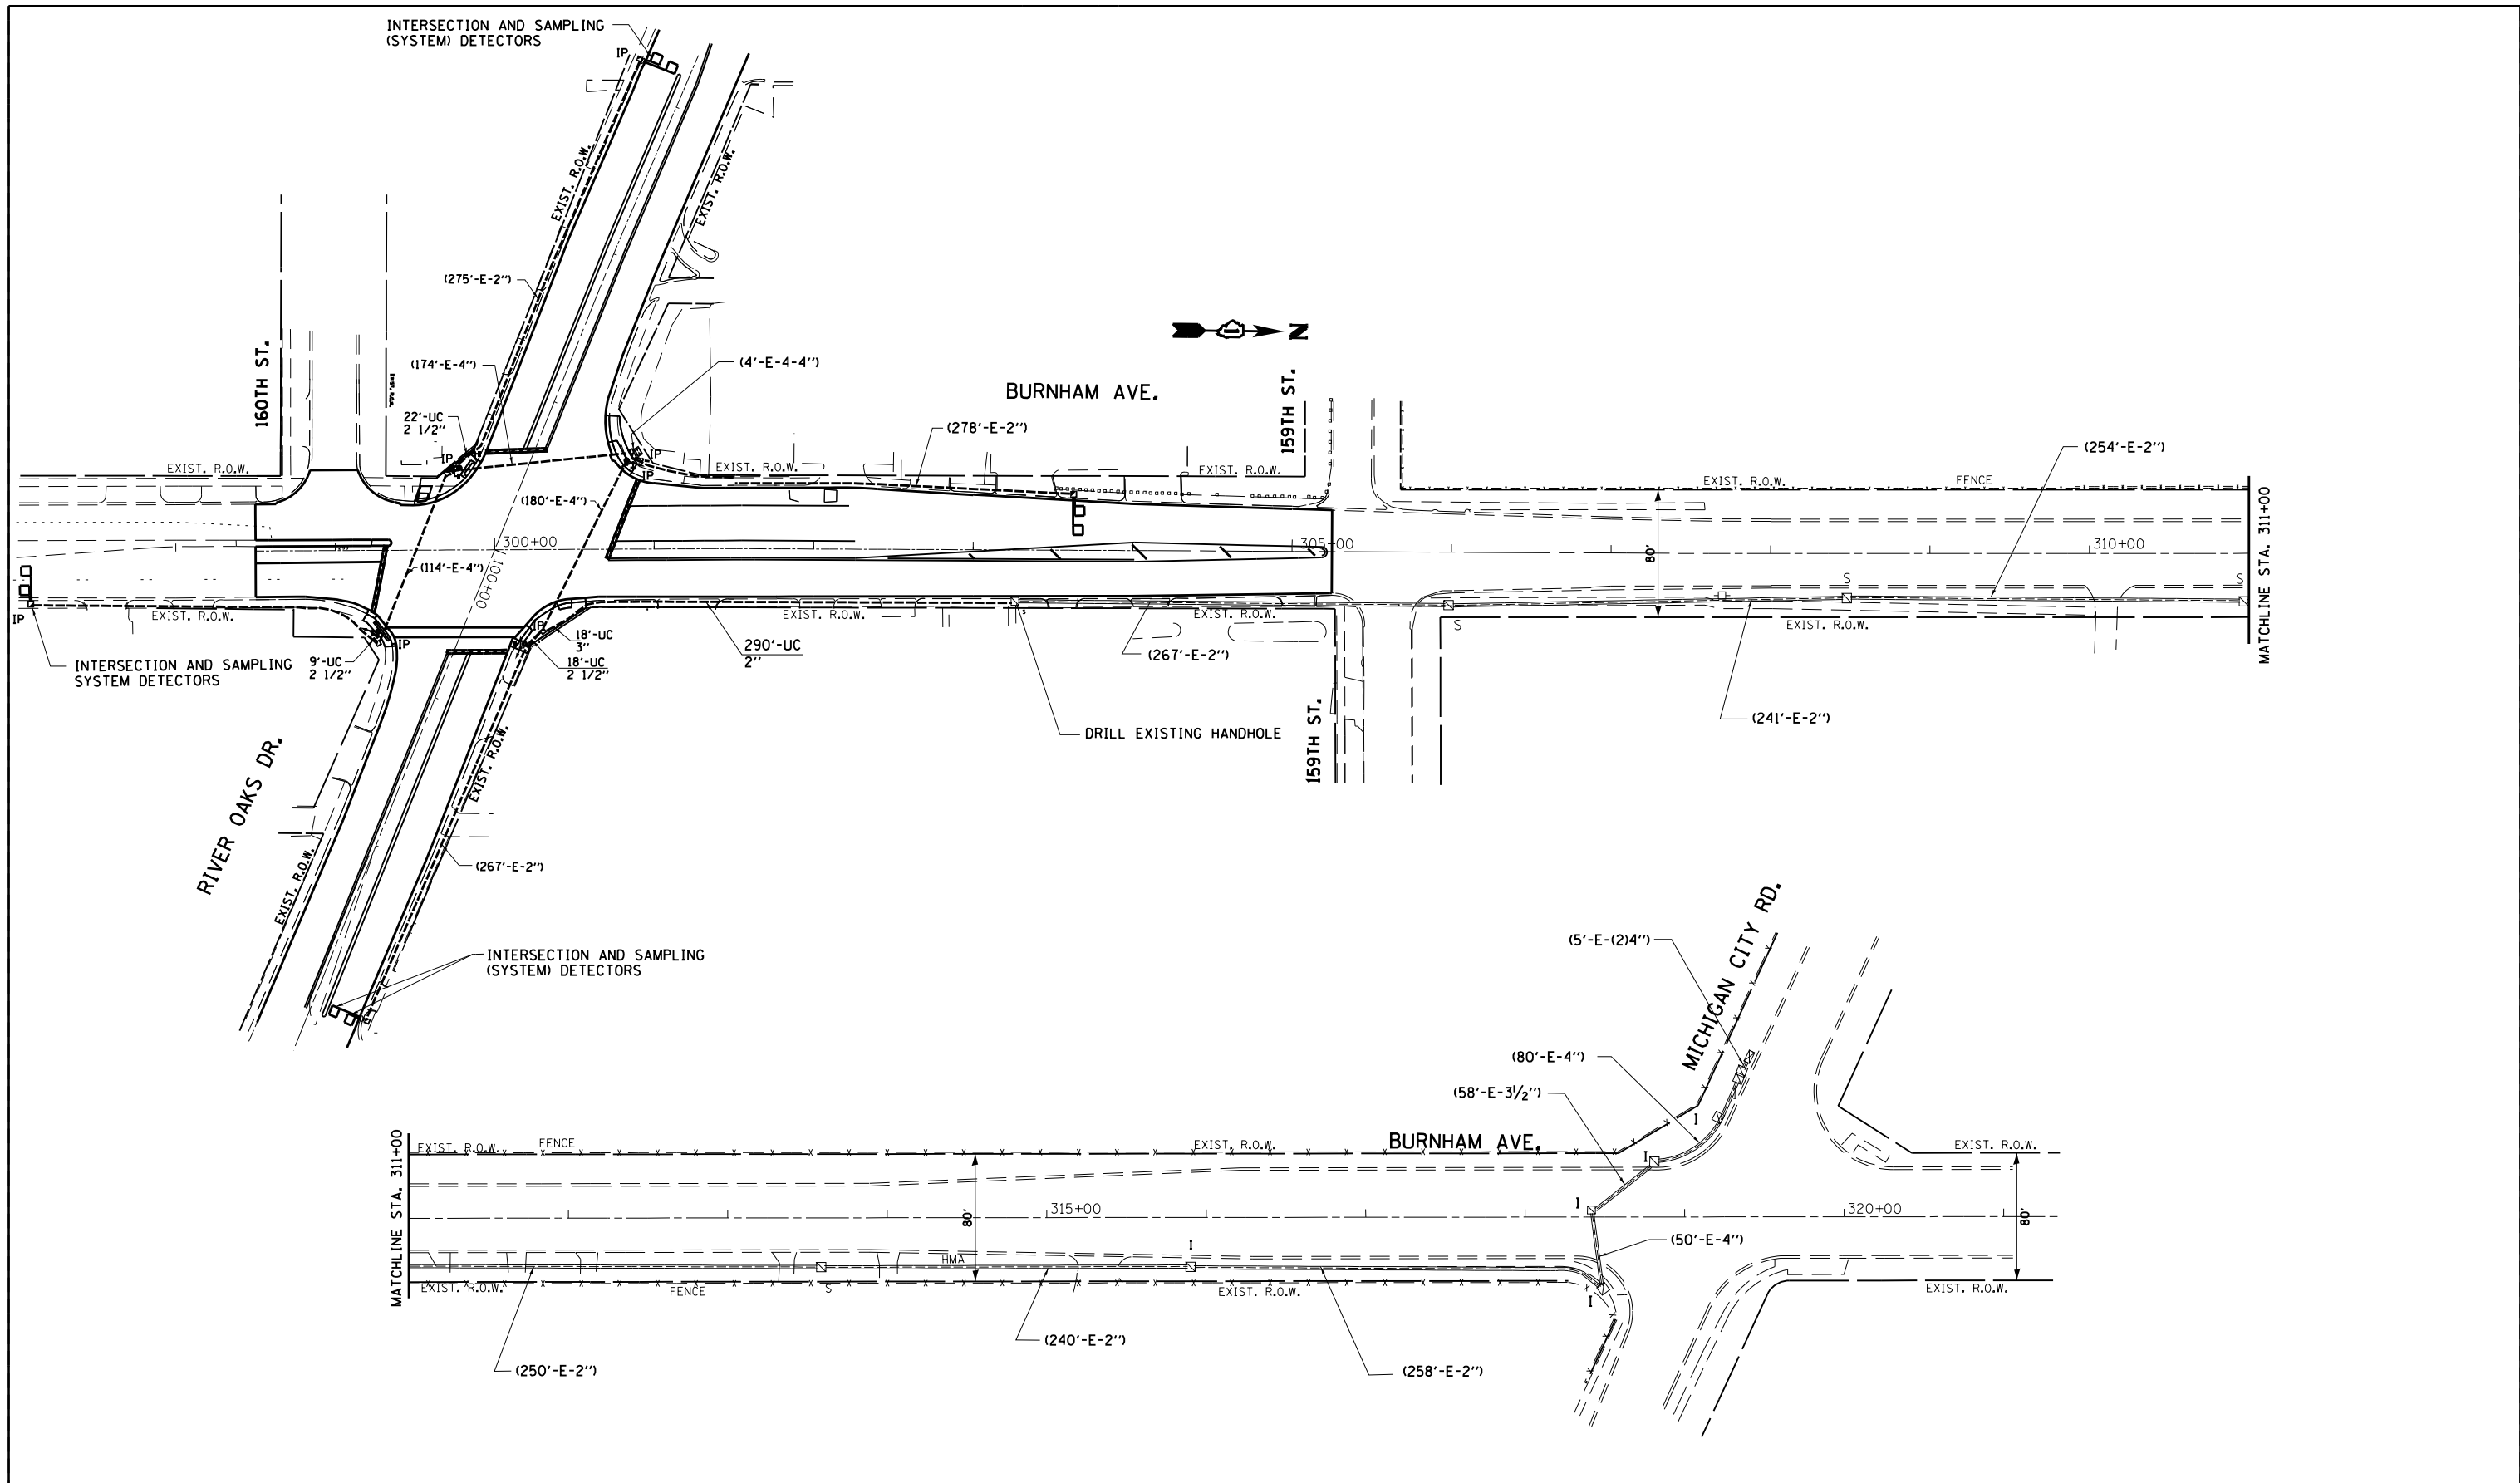 INTERSECTION AND SAMPLING
(SYSTEM) DETECTORS
IP
EXIST. R.O.W.
EXIST. R.O.W.
(275'-E-2'')
160TH ST.
(174'-E-4'')
(4'-E-4-4'')
N
BURNHAM AVE.
159TH ST.
22'-UC
2 1/2''
(278'-E-2'')
(254'-E-2'')
IP
IP
IP
EXIST. R.O.W.
EXIST. R.O.W.
EXIST. R.O.W.
EXIST. R.O.W.
FENCE
(180'-E-4'')
300+00
305+00
310+00
80'
MATCHLINE STA. 311+00
(114'-E-4'')
100+00
S
S
IP
EXIST. R.O.W.
EXIST. R.O.W.
s
EXIST. R.O.W.
S
EXIST. R.O.W.
IP
IP
18'-UC
3''
18'-UC
2 1/2''
290'-UC
2''
(267'-E-2'')
INTERSECTION AND SAMPLING
SYSTEM DETECTORS
9'-UC
2 1/2''
(241'-E-2'')
DRILL EXISTING HANDHOLE
159TH ST.
EXIST. R.O.W.
RIVER OAKS DR.
EXIST. R.O.W.
(267'-E-2'')
INTERSECTION AND SAMPLING
(SYSTEM) DETECTORS
(5'-E-(2)4'')
MICHIGAN CITY RD.
(80'-E-4'')
(58'-E-3½'')
I
I
MATCHLINE STA. 311+00
EXIST. R.O.W.
FENCE
EXIST. R.O.W.
BURNHAM AVE.
I
EXIST. R.O.W.
80'
315+00
I
320+00
80'
I
(50'-E-4'')
HMA
EXIST. R.O.W.
FENCE
S
EXIST. R.O.W.
I
EXIST. R.O.W.
(240'-E-2'')
(250'-E-2'')
(258'-E-2'')